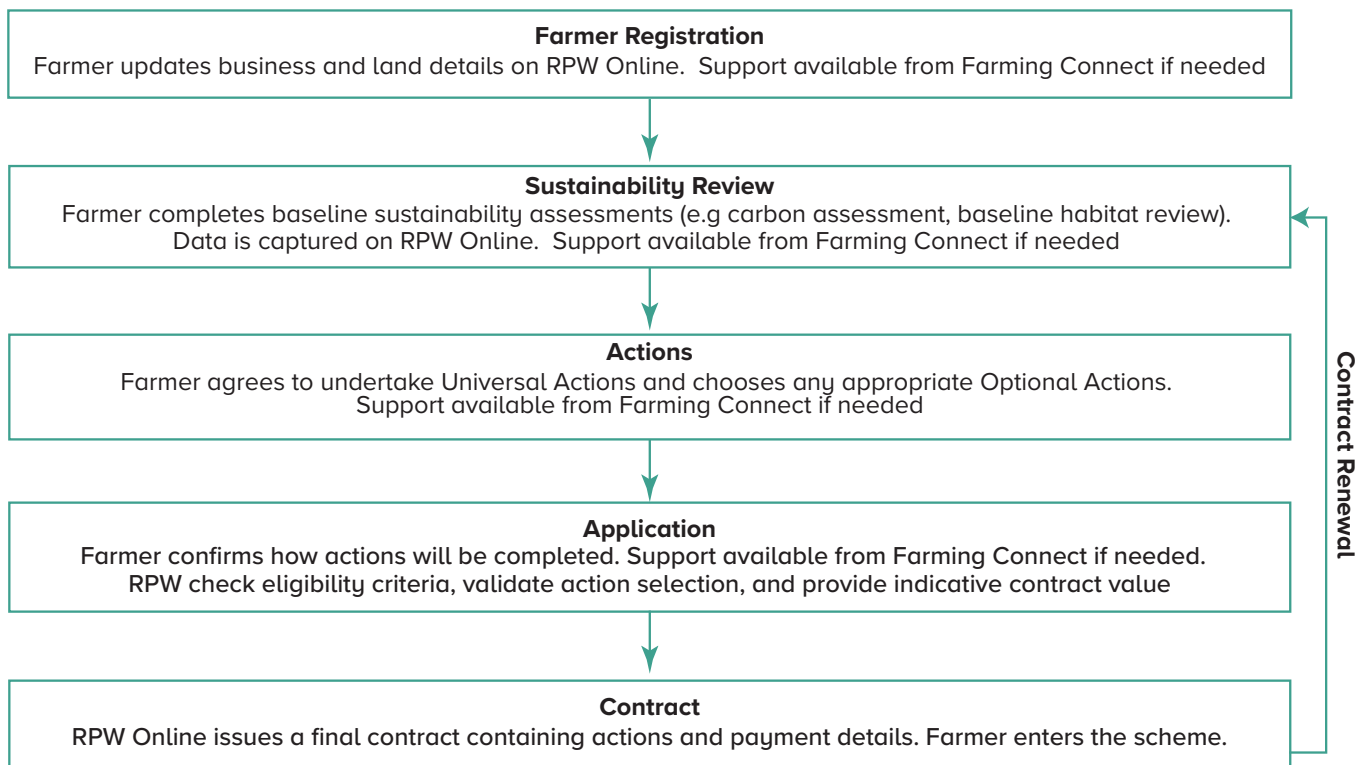 Farmer Registration
Farmer updates business and land details on RPW Online.  Support available from Farming Connect if needed
Sustainability Review
Farmer completes baseline sustainability assessments (e.g carbon assessment, baseline habitat review).
Data is captured on RPW Online.  Support available from Farming Connect if needed
Actions
Farmer agrees to undertake Universal Actions and chooses any appropriate Optional Actions.
Support available from Farming Connect if needed
Application
Farmer confirms how actions will be completed. Support available from Farming Connect if needed.
RPW check eligibility criteria, validate action selection, and provide indicative contract value
Contract
RPW Online issues a final contract containing actions and payment details. Farmer enters the scheme.
Contract Renewal